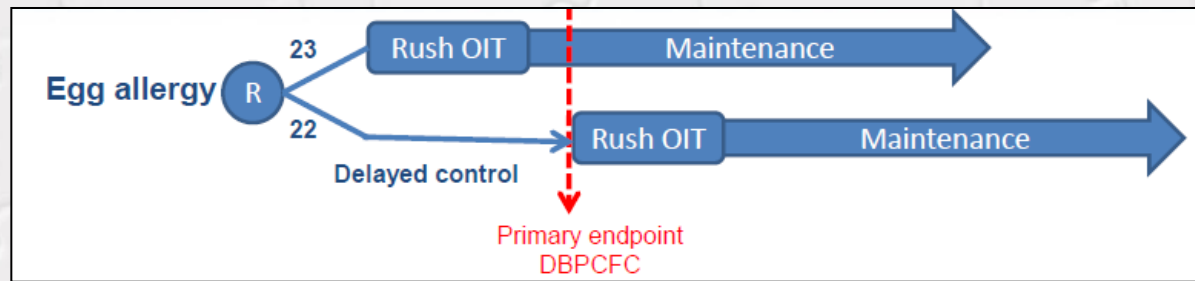 23
Rush OIT
Maintenance
Egg allergy
R
22
Rush OIT
Maintenance
Delayed control
Primary endpoint
DBPCFC